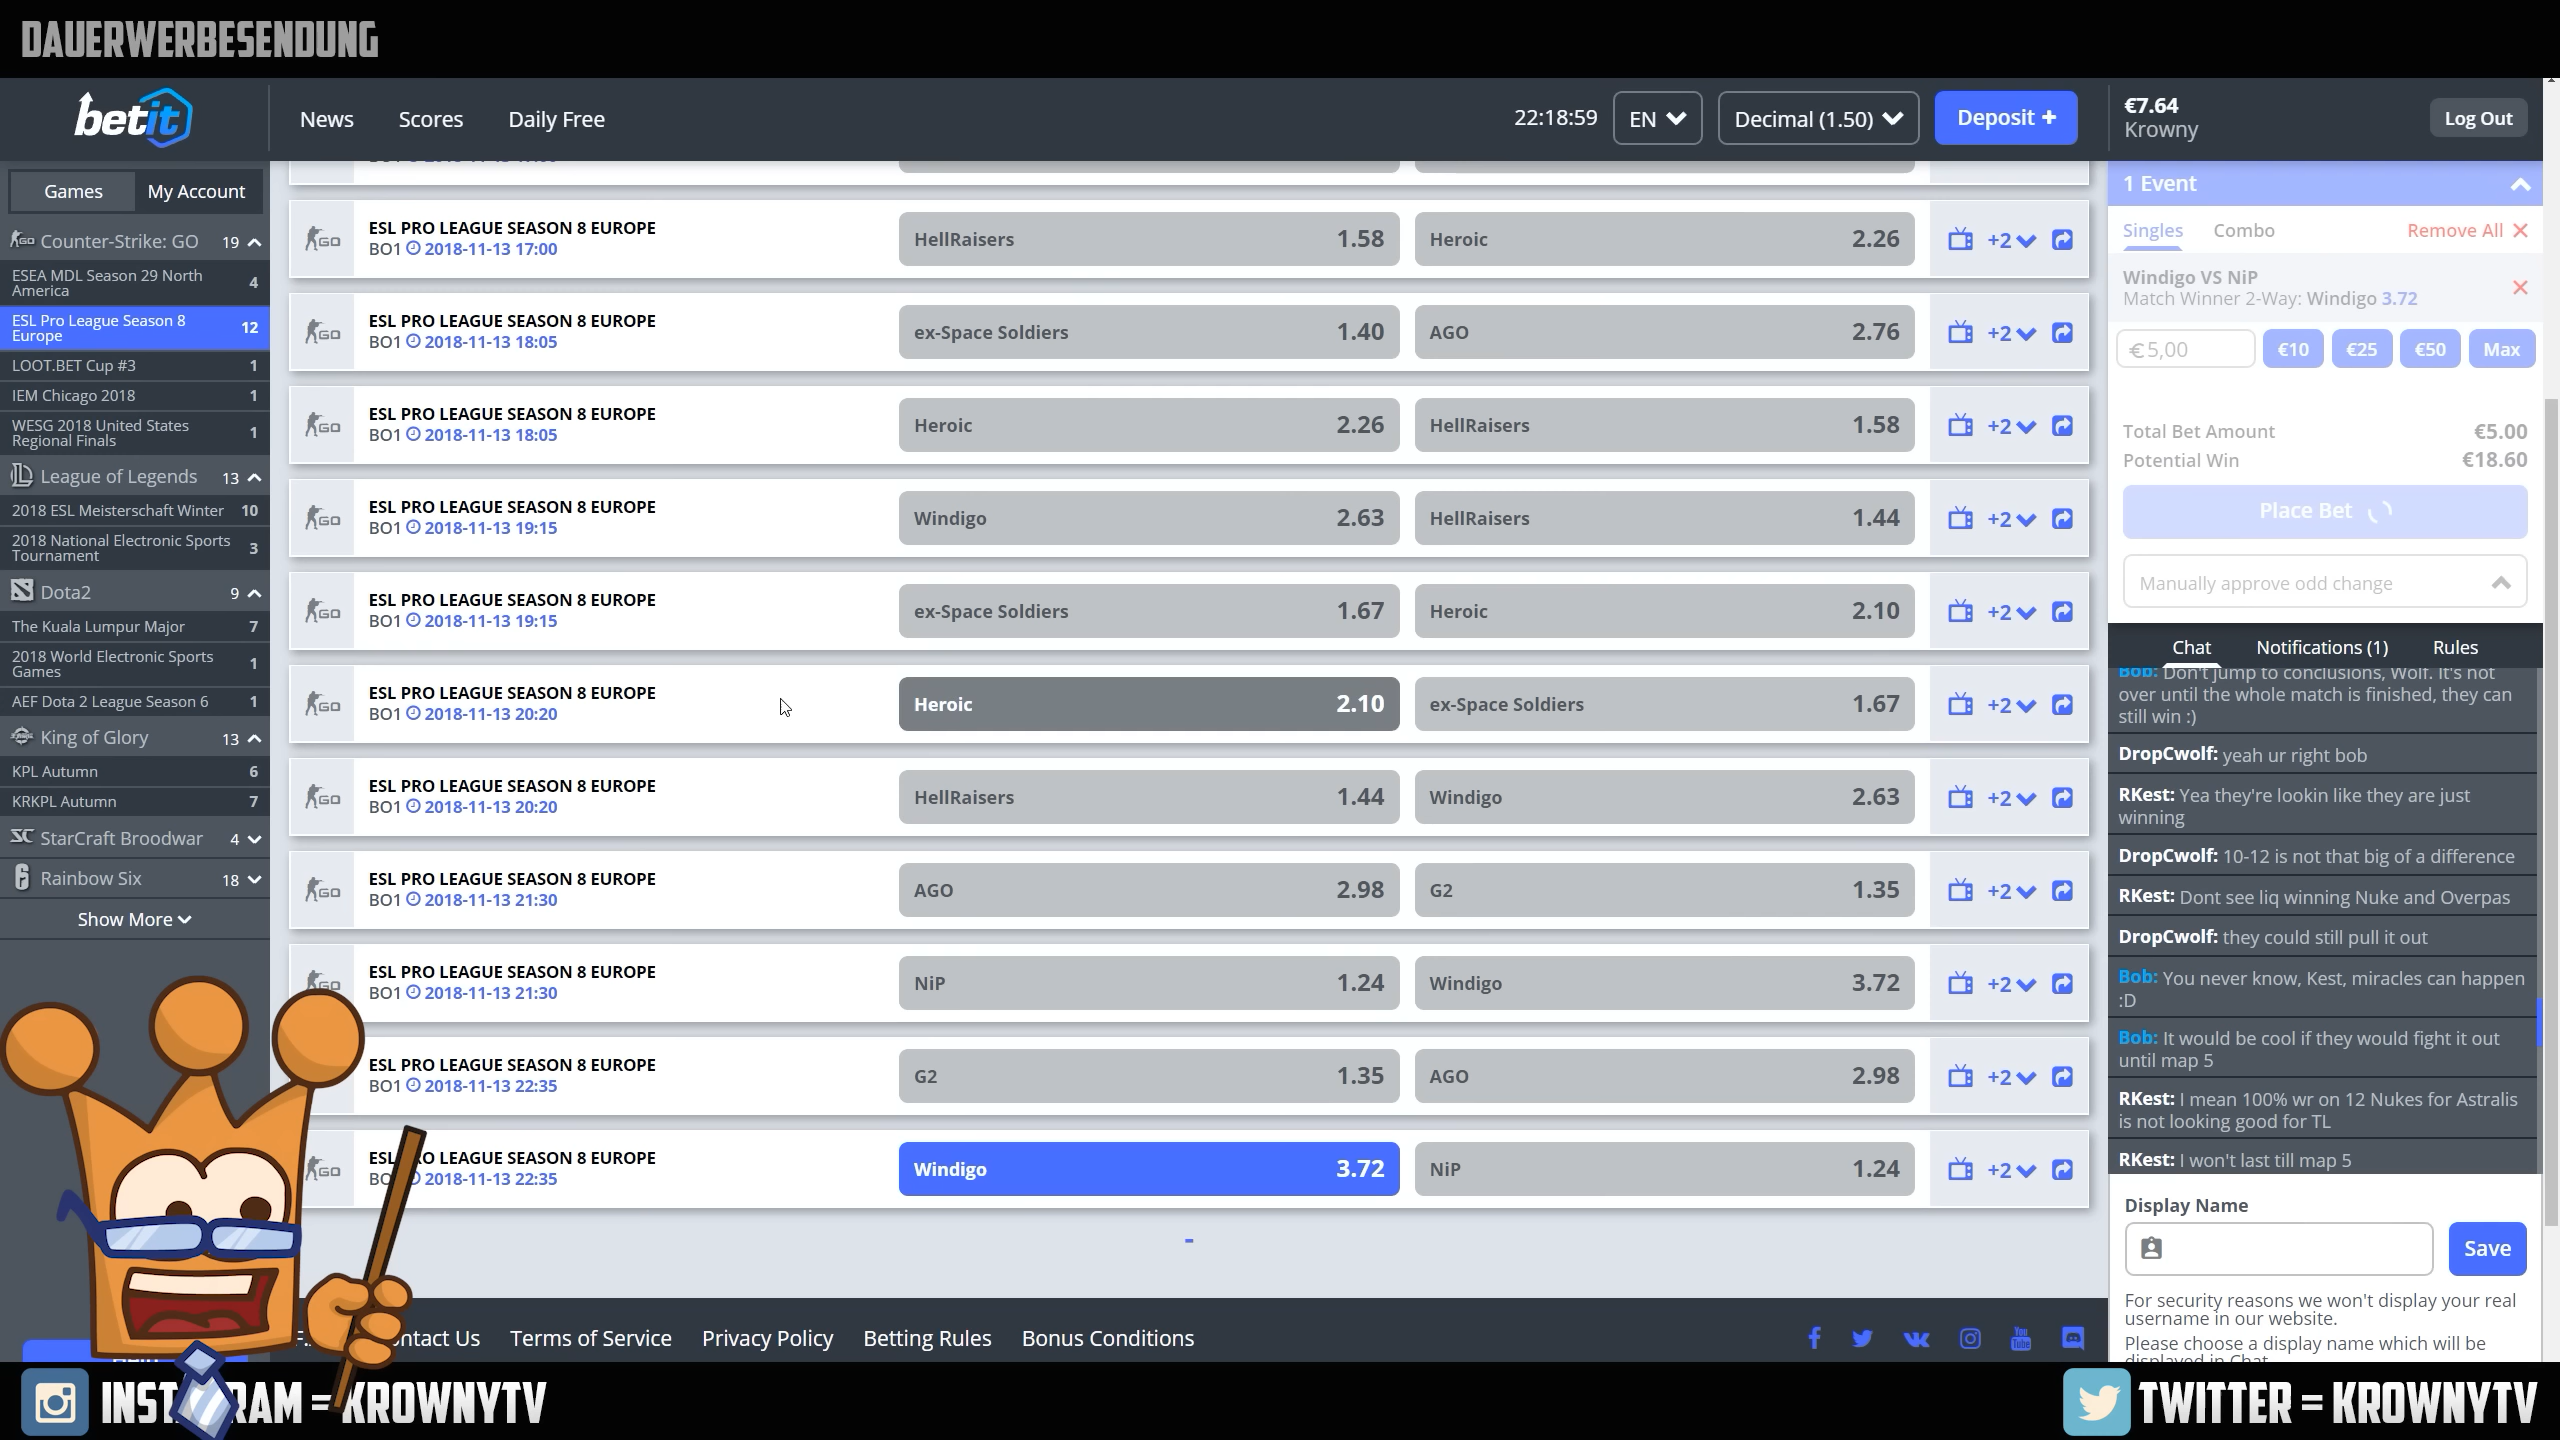 DAUERWERBESENDUNG
betit
News
Scores
Daily Free
22:18:59
EN
Decimal (1.50)
Deposit +
€7.64
Krowny
Log Out
Games
My Account
Counter-Strike: GO 19
ESEA MDL Season 29 North
America 4
ESL Pro League Season 8
Europe 12
LOOT.BET Cup #3 1
IEM Chicago 2018 1
WESG 2018 United States
Regional Finals 1
League of Legends 13
2018 ESL Meisterschaft Winter 10
2018 National Electronic Sports
Tournament 3
Dota2 9
The Kuala Lumpur Major 7
2018 World Electronic Sports
Games 1
AEF Dota 2 League Season 6 1
King of Glory 13
KPL Autumn 6
KRKPL Autumn 7
StarCraft Broodwar 4
Rainbow Six 18
Show More
ESL PRO LEAGUE SEASON 8 EUROPE
BO1 2018-11-13 17:00
HellRaisers 1.58
Heroic 2.26
+2
ESL PRO LEAGUE SEASON 8 EUROPE
BO1 2018-11-13 18:05
ex-Space Soldiers 1.40
AGO 2.76
+2
ESL PRO LEAGUE SEASON 8 EUROPE
BO1 2018-11-13 18:05
Heroic 2.26
HellRaisers 1.58
+2
ESL PRO LEAGUE SEASON 8 EUROPE
BO1 2018-11-13 19:15
Windigo 2.63
HellRaisers 1.44
+2
ESL PRO LEAGUE SEASON 8 EUROPE
BO1 2018-11-13 19:15
ex-Space Soldiers 1.67
Heroic 2.10
+2
ESL PRO LEAGUE SEASON 8 EUROPE
BO1 2018-11-13 20:20
Heroic 2.10
ex-Space Soldiers 1.67
+2
ESL PRO LEAGUE SEASON 8 EUROPE
BO1 2018-11-13 20:20
HellRaisers 1.44
Windigo 2.63
+2
ESL PRO LEAGUE SEASON 8 EUROPE
BO1 2018-11-13 21:30
AGO 2.98
G2 1.35
+2
ESL PRO LEAGUE SEASON 8 EUROPE
BO1 2018-11-13 21:30
NiP 1.24
Windigo 3.72
+2
ESL PRO LEAGUE SEASON 8 EUROPE
BO1 2018-11-13 22:35
G2 1.35
AGO 2.98
+2
ESL PRO LEAGUE SEASON 8 EUROPE
2018-11-13 22:35
Windigo 3.72
NiP 1.24
+2
Us
Terms of Service
Privacy Policy
Betting Rules
Bonus Conditions
1 Event
Singles
Combo
Remove All
Windigo VS NiP
Match Winner 2-Way: Windigo 3.72
€ 5,00
€10
€25
€50
Max
Total Bet Amount €5.00
Potential Win €18.60
Place Bet
Manually approve odd change
Chat
Notifications (1)
Rules
Bob: Don't jump to conclusions, Wolf. It's not
over until the whole match is finished, they can
still win :)
DropCwolf: yeah ur right bob
RKest: Yea they're lookin like they are just
winning
DropCwolf: 10-12 is not that big of a difference
RKest: Dont see liq winning Nuke and Overpas
DropCwolf: they could still pull it out
Bob: You never know, Kest, miracles can happen
:D
Bob: It would be cool if they would fight it out
until map 5
RKest: I mean 100% wr on 12 Nukes for Astralis
is not looking good for TL
RKest: I won't last till map 5
Display Name
Save
For security reasons we won't display your real
username in our website.
Please choose a display name which will be
displayed in Chat
INSTAGRAM = KROWNYTV
TWITTER = KROWNYTV